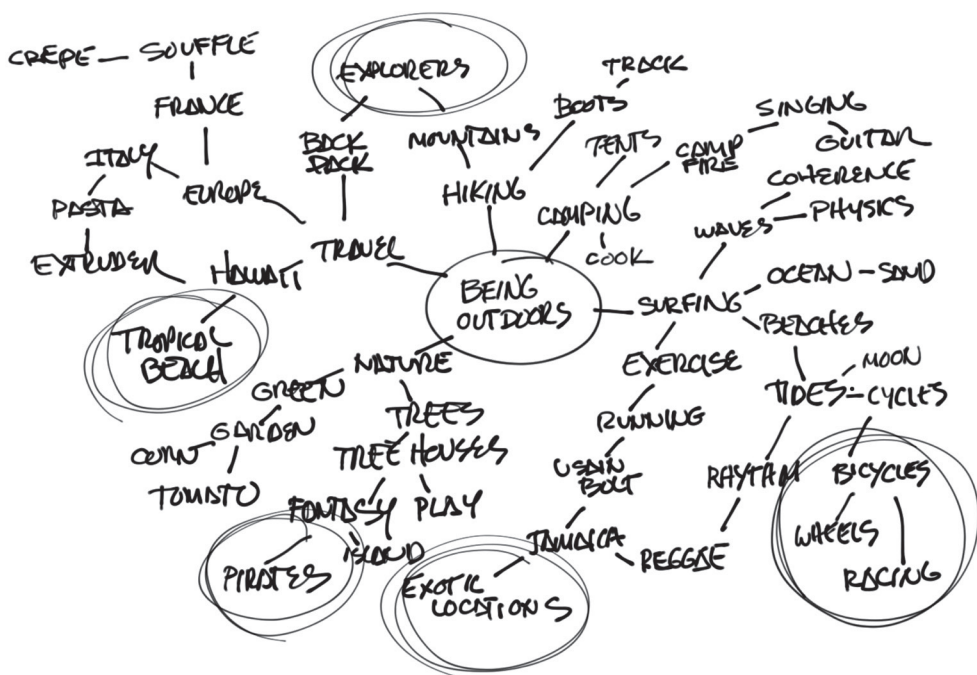 CREPE — SOUFFLE
FRANCE
ITALY
EUROPE
PASTA
EXTRUDER
HAWAII
TRAVEL
TROPICAL
BEACH
BACK
PACK
EXPLORERS
MOUNTAINS
HIKING
BOOTS
TRACK
TENTS
CAMPING
COOK
CAMP
FIRE
SINGING
GUITAR
COHERENCE
WAVES
PHYSICS
BEING
OUTDOORS
SURFING
OCEAN — SAND
BEACHES
TIDES
MOON
CYCLES
BICYCLES
WHEELS
RACING
RHYTHM
EXERCISE
RUNNING
USAIN
BOLT
JAMAICA
REGGAE
EXOTIC
LOCATIONS
NATURE
GREEN
GARDEN
TOMATO
TREES
TREE HOUSES
PLAY
FANTASY
ISLAND
PIRATES